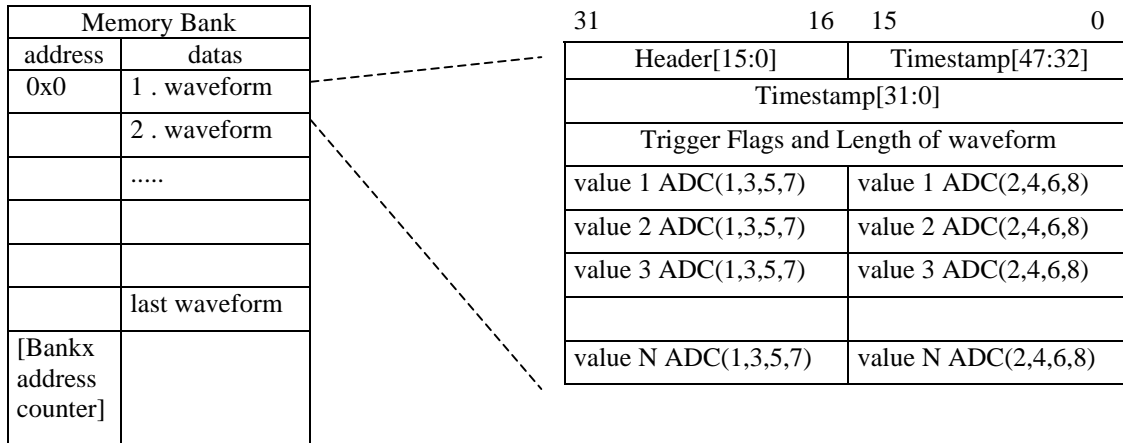 Memory Bank
address datas
0x0 1 . waveform
2 . waveform
.....
last waveform
[Bankx
address
counter]
31 16 15 0
Header[15:0] Timestamp[47:32]
Timestamp[31:0]
Trigger Flags and Length of waveform
value 1 ADC(1,3,5,7) value 1 ADC(2,4,6,8)
value 2 ADC(1,3,5,7) value 2 ADC(2,4,6,8)
value 3 ADC(1,3,5,7) value 3 ADC(2,4,6,8)
value N ADC(1,3,5,7) value N ADC(2,4,6,8)